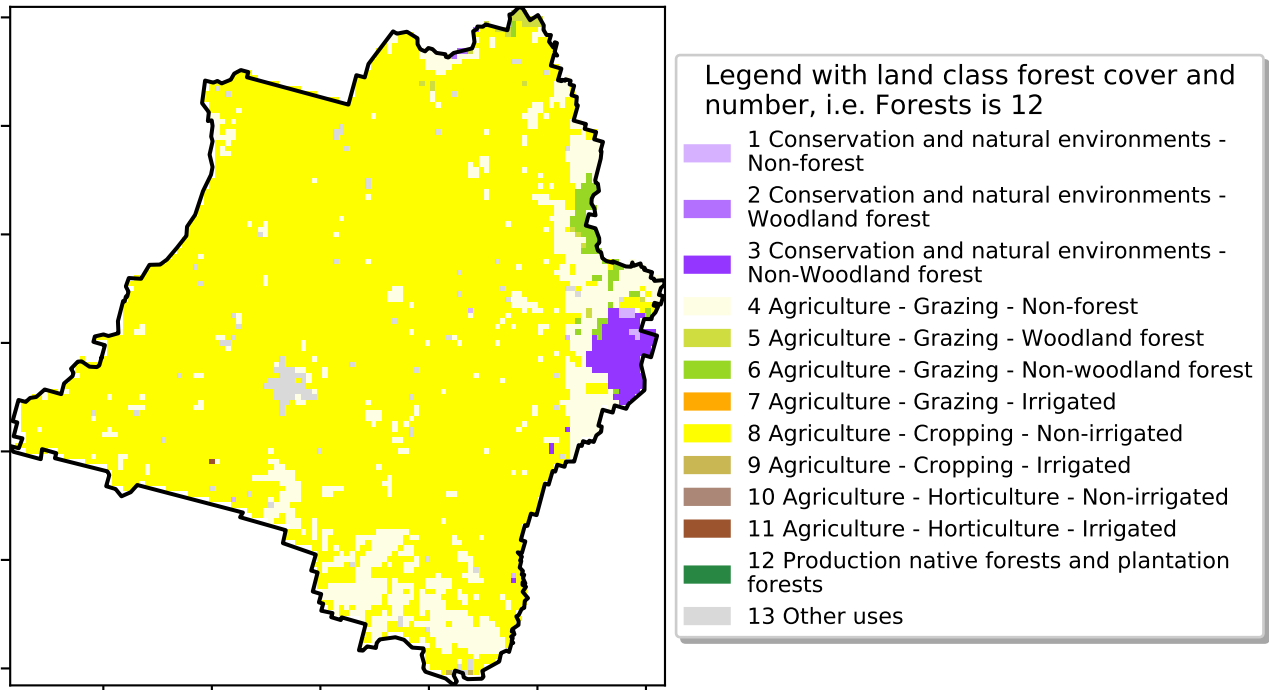 Legend with land class forest cover and
number, i.e. Forests is 12
1 Conservation and natural environments -
Non-forest
2 Conservation and natural environments -
Woodland forest
3 Conservation and natural environments -
Non-Woodland forest
4 Agriculture - Grazing - Non-forest
5 Agriculture - Grazing - Woodland forest
6 Agriculture - Grazing - Non-woodland forest
7 Agriculture - Grazing - Irrigated
8 Agriculture - Cropping - Non-irrigated
9 Agriculture - Cropping - Irrigated
10 Agriculture - Horticulture - Non-irrigated
11 Agriculture - Horticulture - Irrigated
12 Production native forests and plantation
forests
13 Other uses